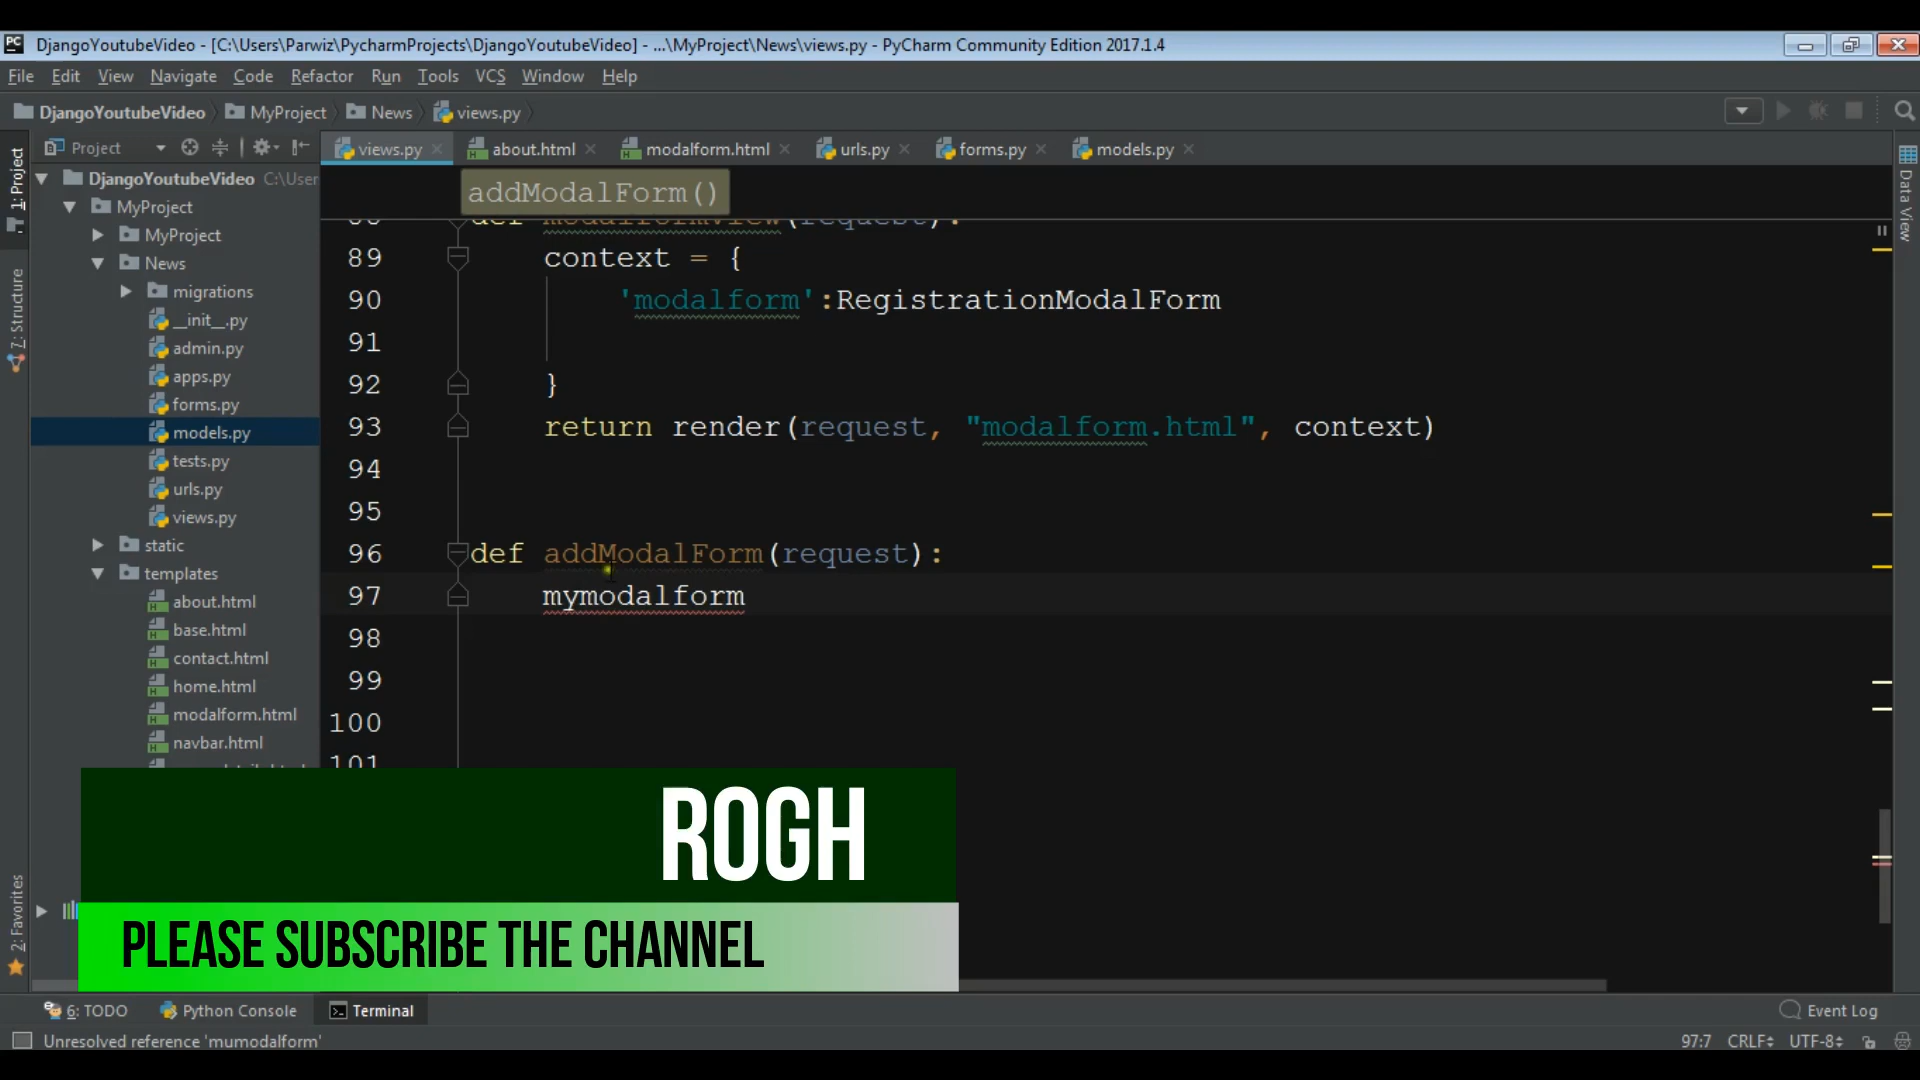 PC DjangoYoutubeVideo - [C:\Users\Parwiz\PycharmProjects\DjangoYoutubeVideo] - ...\MyProject\News\views.py - PyCharm Community Edition 2017.1.4
File Edit View Navigate Code Refactor Run Tools VCS Window Help
DjangoYoutubeVideo MyProject News views.py
Project
views.py about.html modalform.html urls.py forms.py models.py
1: Project
7: Structure
2: Favorites
DjangoYoutubeVideo C:\User
MyProject
MyProject
News
migrations
__init__.py
admin.py
apps.py
forms.py
models.py
tests.py
urls.py
views.py
static
templates
about.html
base.html
contact.html
home.html
modalform.html
navbar.html
addModalForm()
def modalformview(request):
89 context = {
90 'modalform':RegistrationModalForm
91
92 }
93 return render(request, "modalform.html", context)
94
95
96 def addModalForm(request):
97 mymodalform
98
99
100
101
Data View
ROGH
PLEASE SUBSCRIBE THE CHANNEL
6: TODO Python Console Terminal Event Log
Unresolved reference 'mumodalform' 97:7 CRLF UTF-8